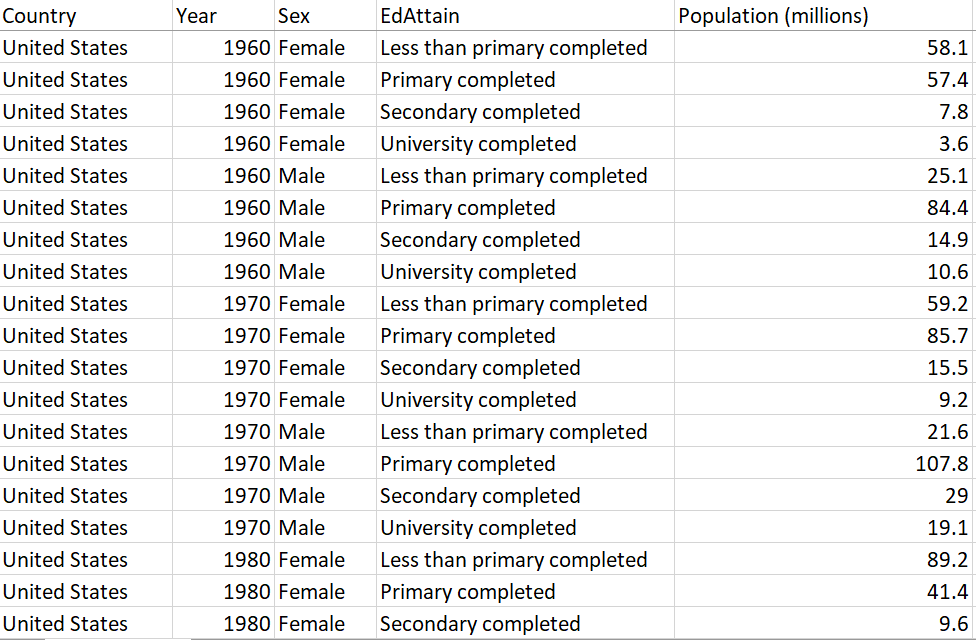 Country Year Sex EdAttain Population (millions)
United States 1960 Female Less than primary completed 58.1
United States 1960 Female Primary completed 57.4
United States 1960 Female Secondary completed 7.8
United States 1960 Female University completed 3.6
United States 1960 Male Less than primary completed 25.1
United States 1960 Male Primary completed 84.4
United States 1960 Male Secondary completed 14.9
United States 1960 Male University completed 10.6
United States 1970 Female Less than primary completed 59.2
United States 1970 Female Primary completed 85.7
United States 1970 Female Secondary completed 15.5
United States 1970 Female University completed 9.2
United States 1970 Male Less than primary completed 21.6
United States 1970 Male Primary completed 107.8
United States 1970 Male Secondary completed 29
United States 1970 Male University completed 19.1
United States 1980 Female Less than primary completed 89.2
United States 1980 Female Primary completed 41.4
United States 1980 Female Secondary completed 9.6